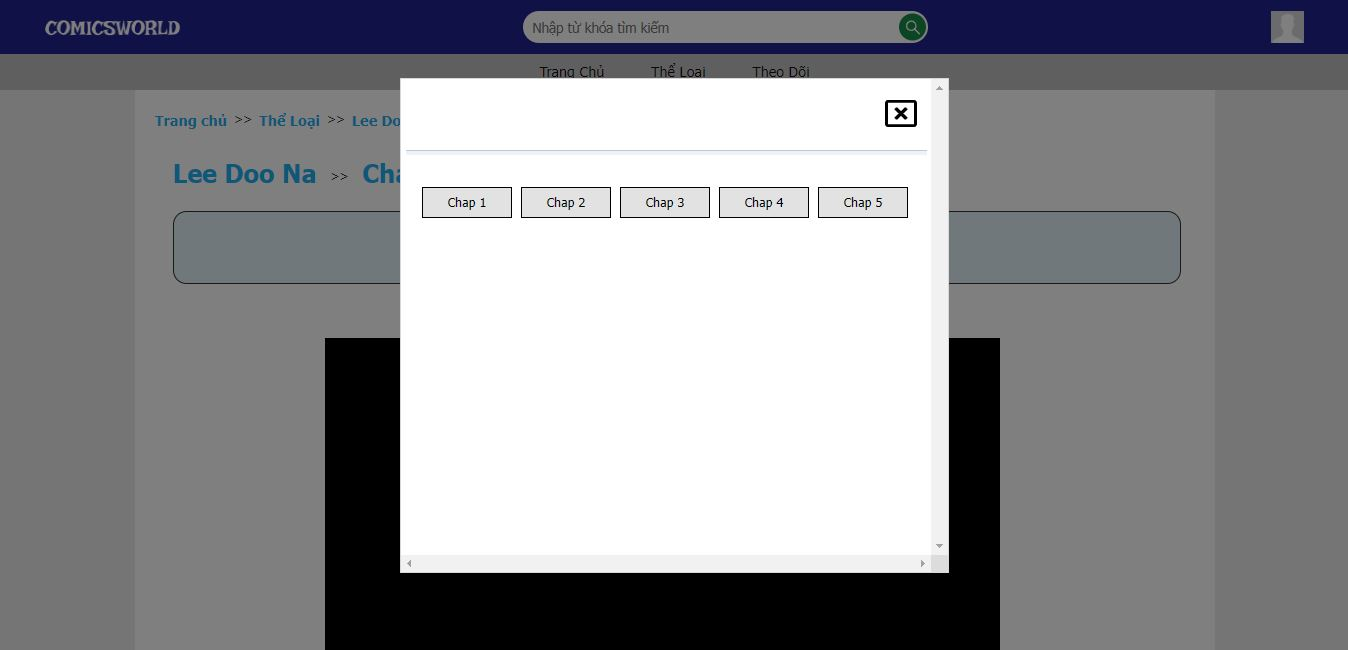 COMICSWORLD
Nhập từ khóa tìm kiếm
Trang Chủ Thể Loại Theo Dõi
Trang chủ >> Thể Loại >> Lee Do
Lee Doo Na >> Cha
Chap 1 Chap 2 Chap 3 Chap 4 Chap 5